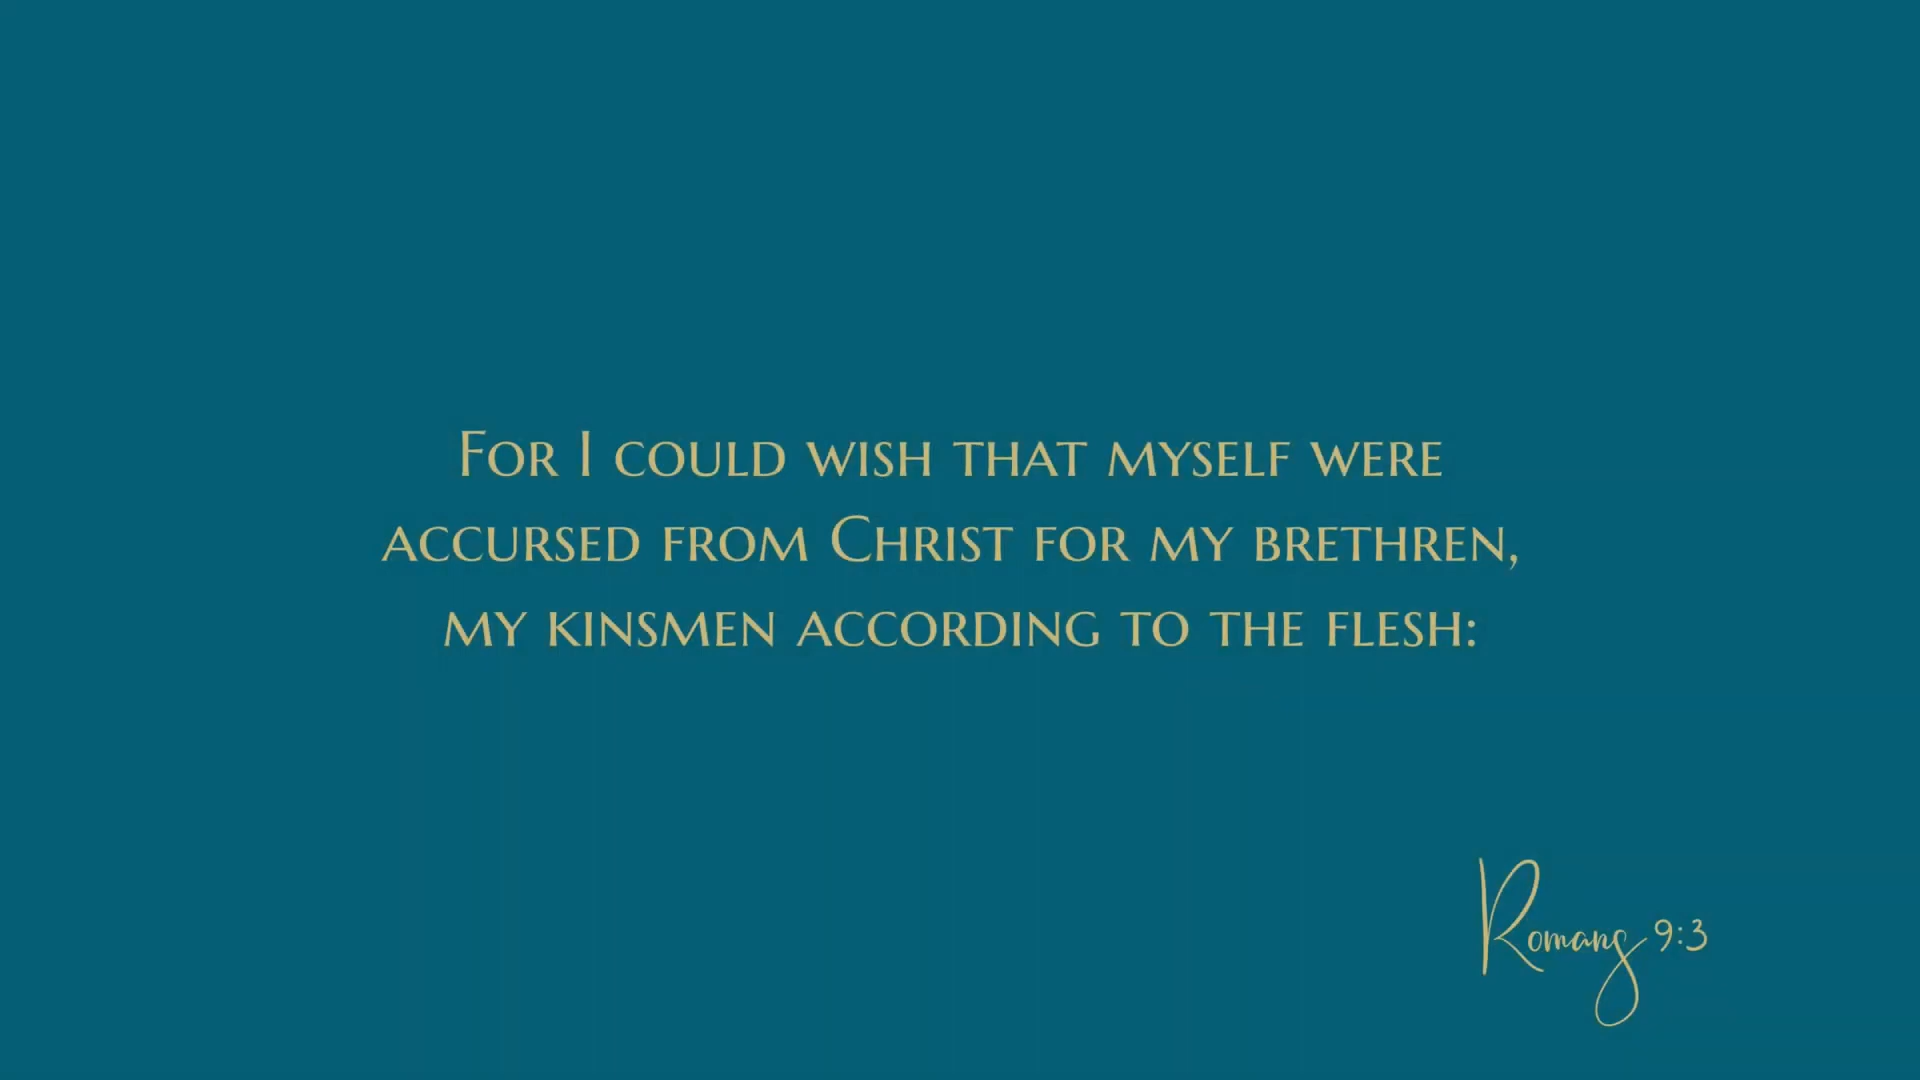 For I could wish that myself were
accursed from Christ for my brethren,
my kinsmen according to the flesh:
Romans 9:3